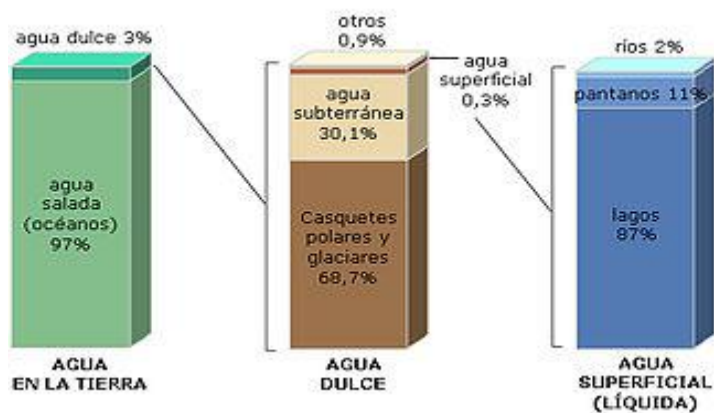 agua dulce 3%
agua
salada
(océanos)
97%
AGUA
EN LA TIERRA
otros
0,9%
agua
superficial
0,3%
agua
subterránea
30,1%
Casquetes
polares y
glaciares
68,7%
AGUA
DULCE
ríos 2%
pantanos 11%
lagos
87%
AGUA
SUPERFICIAL
(LÍQUIDA)